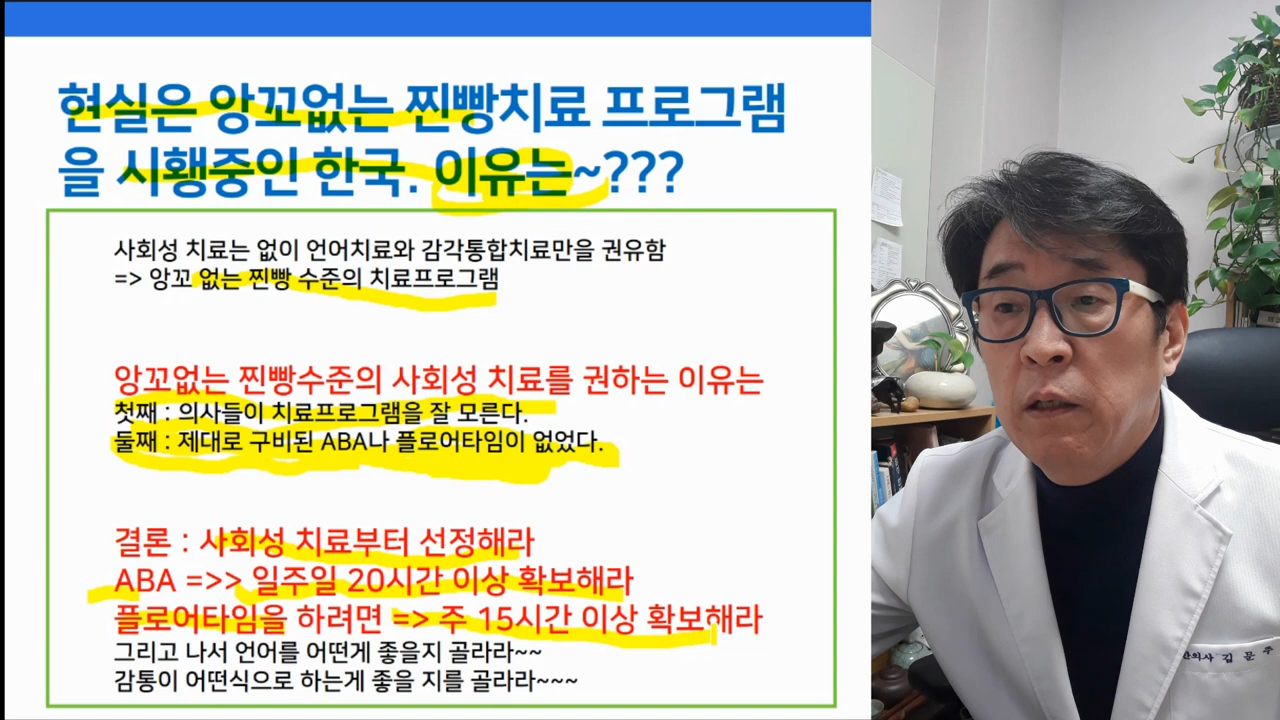 현실은 앙꼬없는 찐빵치료 프로그램
을 시행중인 한국. 이유는~???
사회성 치료는 없이 언어치료와 감각통합치료만을 권유함
=> 앙꼬 없는 찐빵 수준의 치료프로그램
앙꼬없는 찐빵수준의 사회성 치료를 권하는 이유는
첫째 : 의사들이 치료프로그램을 잘 모른다.
둘째 : 제대로 구비된 ABA나 플로어타임이 없었다.
결론 : 사회성 치료부터 선정해라
ABA =>> 일주일 20시간 이상 확보해라
플로어타임을 하려면 => 주 15시간 이상 확보해라
그리고 나서 언어를 어떤게 좋을지 골라라~~
감통이 어떤식으로 하는게 좋을 지를 골라라~~~
한의사 김문주